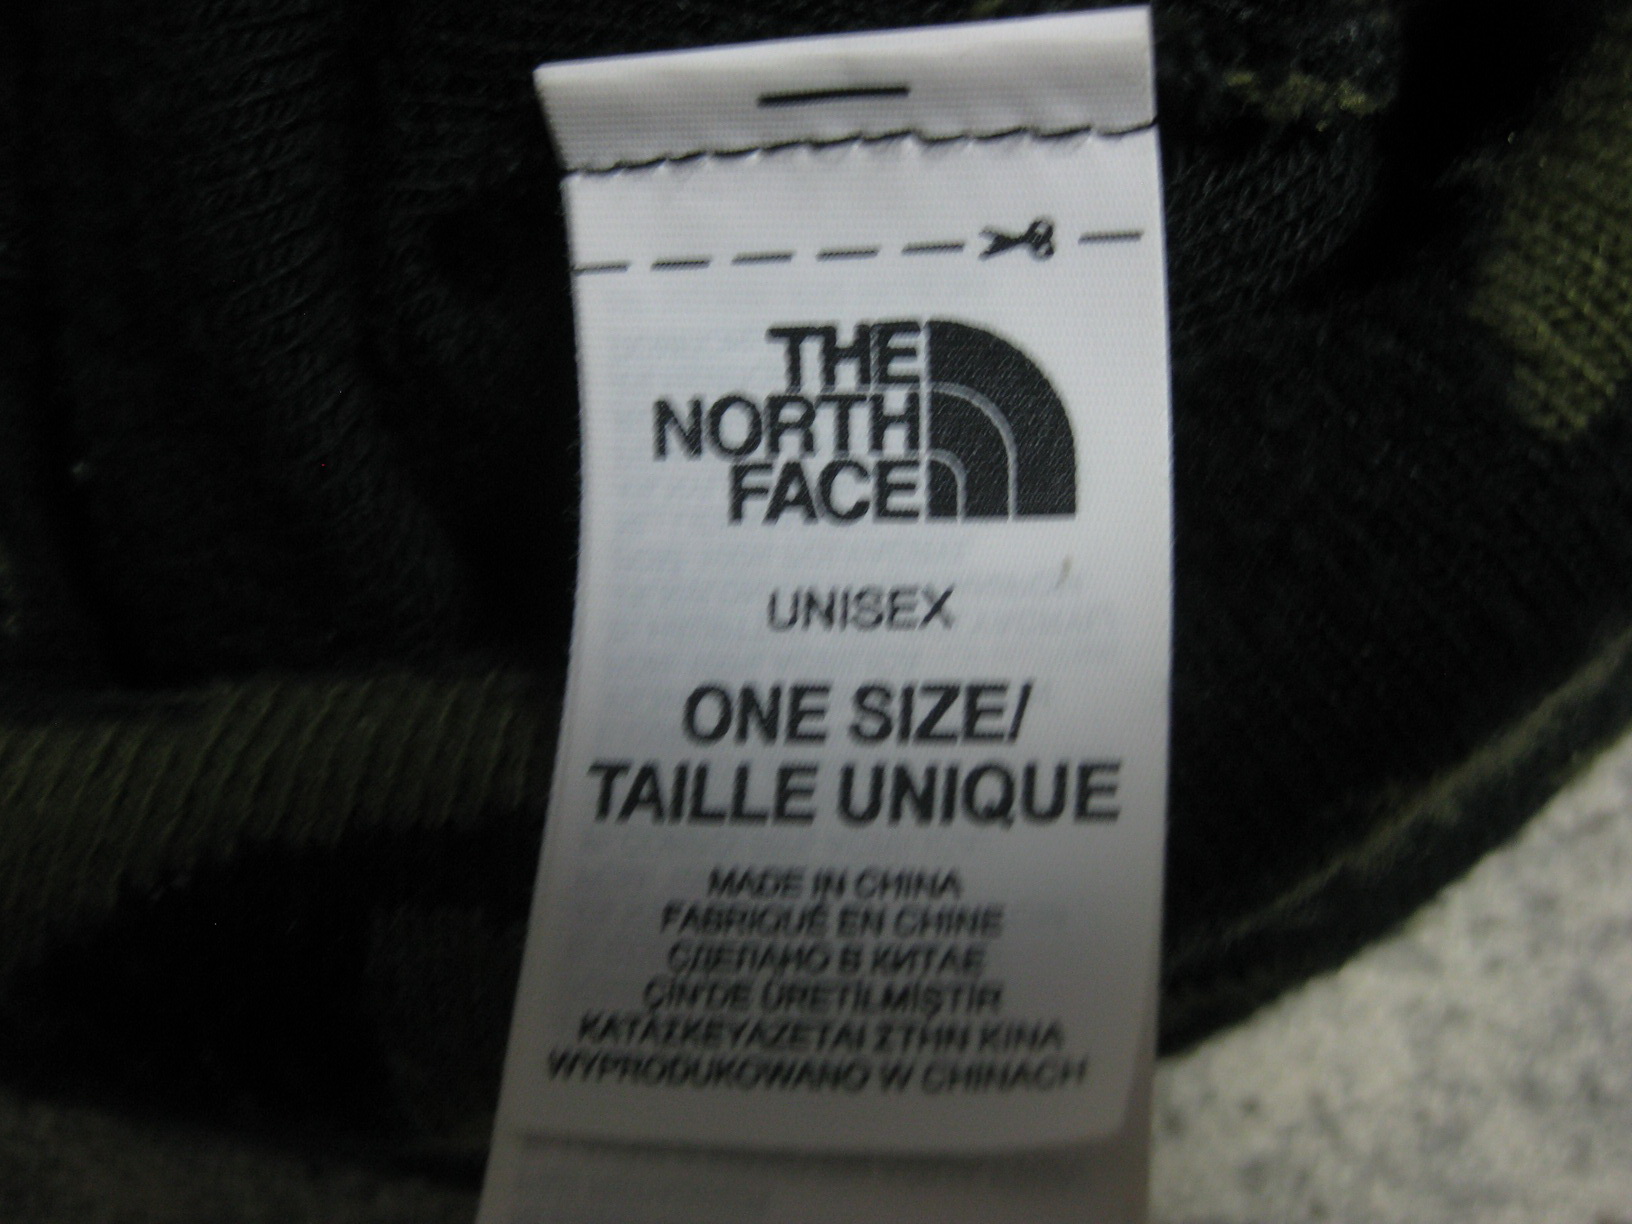 THE
NORTH
FACE
UNISEX
ONE SIZE/
TAILLE UNIQUE
MADE IN CHINA
FABRIQUÉ EN CHINE
СДЕЛАНО В КИТАЕ
ÇİN'DE ÜRETİLMİŞTİR
ΚΑΤΑΣΚΕΥΑΖΕΤΑΙ ΣΤΗΝ ΚΙΝΑ
WYPRODUKOWANO W CHINACH